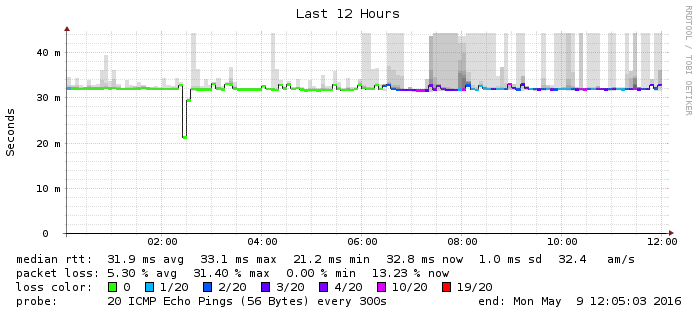 Last 12 Hours
RRDTOOL / TOBI OETIKER
Seconds
40 m
30 m
20 m
10 m
0
02:00 04:00 06:00 08:00 10:00 12:00
median rtt: 31.9 ms avg 33.1 ms max 21.2 ms min 32.8 ms now 1.0 ms sd 32.4 am/s
packet loss: 5.30 % avg 31.40 % max 0.00 % min 13.23 % now
loss color: 0 1/20 2/20 3/20 4/20 10/20 19/20
probe: 20 ICMP Echo Pings (56 Bytes) every 300s end: Mon May 9 12:05:03 2016